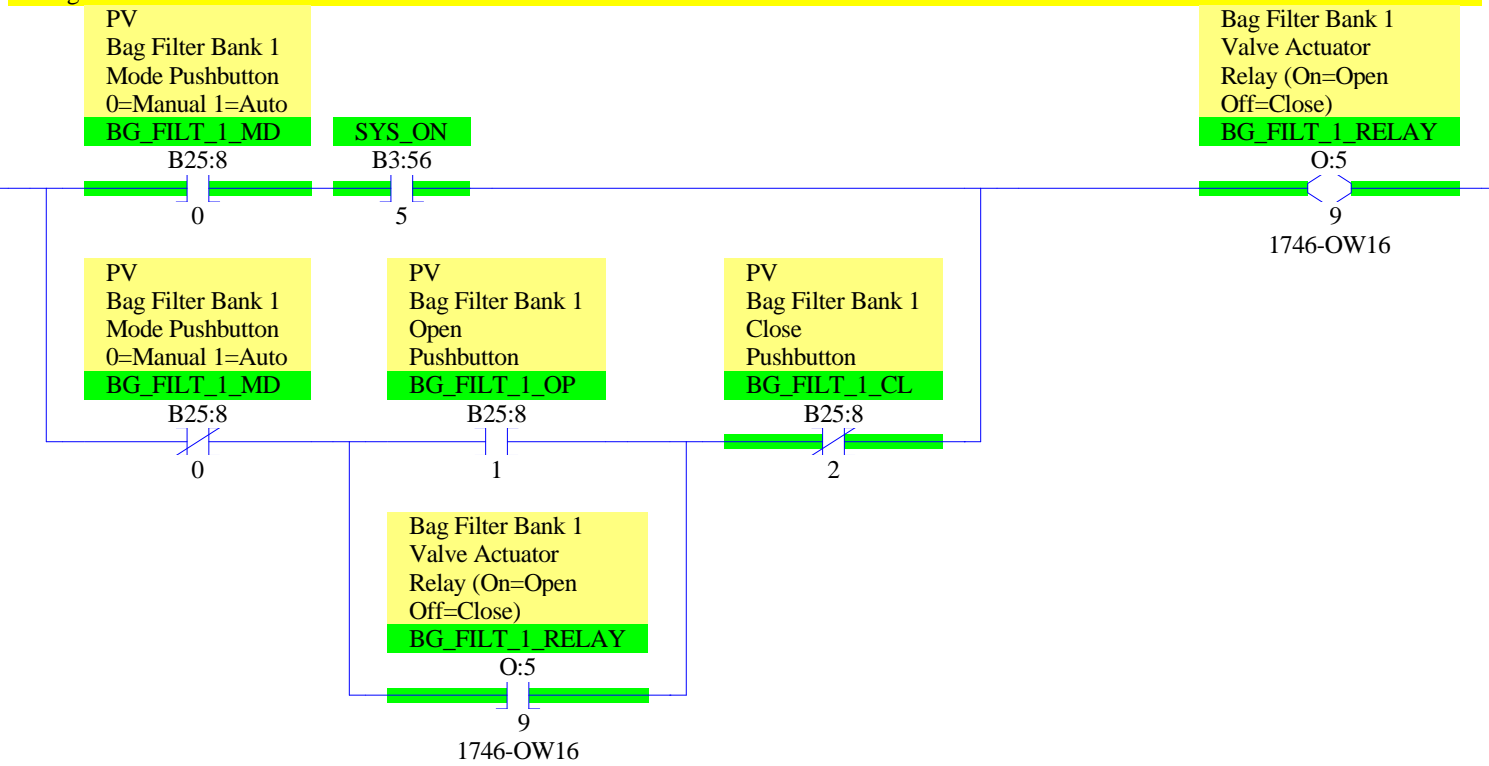 PV
Bag Filter Bank 1
Mode Pushbutton
0=Manual 1=Auto
BG_FILT_1_MD
B25:8
0
SYS_ON
B3:56
5
Bag Filter Bank 1
Valve Actuator
Relay (On=Open
Off=Close)
BG_FILT_1_RELAY
O:5
9
1746-OW16
PV
Bag Filter Bank 1
Mode Pushbutton
0=Manual 1=Auto
BG_FILT_1_MD
B25:8
0
PV
Bag Filter Bank 1
Open
Pushbutton
BG_FILT_1_OP
B25:8
1
PV
Bag Filter Bank 1
Close
Pushbutton
BG_FILT_1_CL
B25:8
2
Bag Filter Bank 1
Valve Actuator
Relay (On=Open
Off=Close)
BG_FILT_1_RELAY
O:5
9
1746-OW16